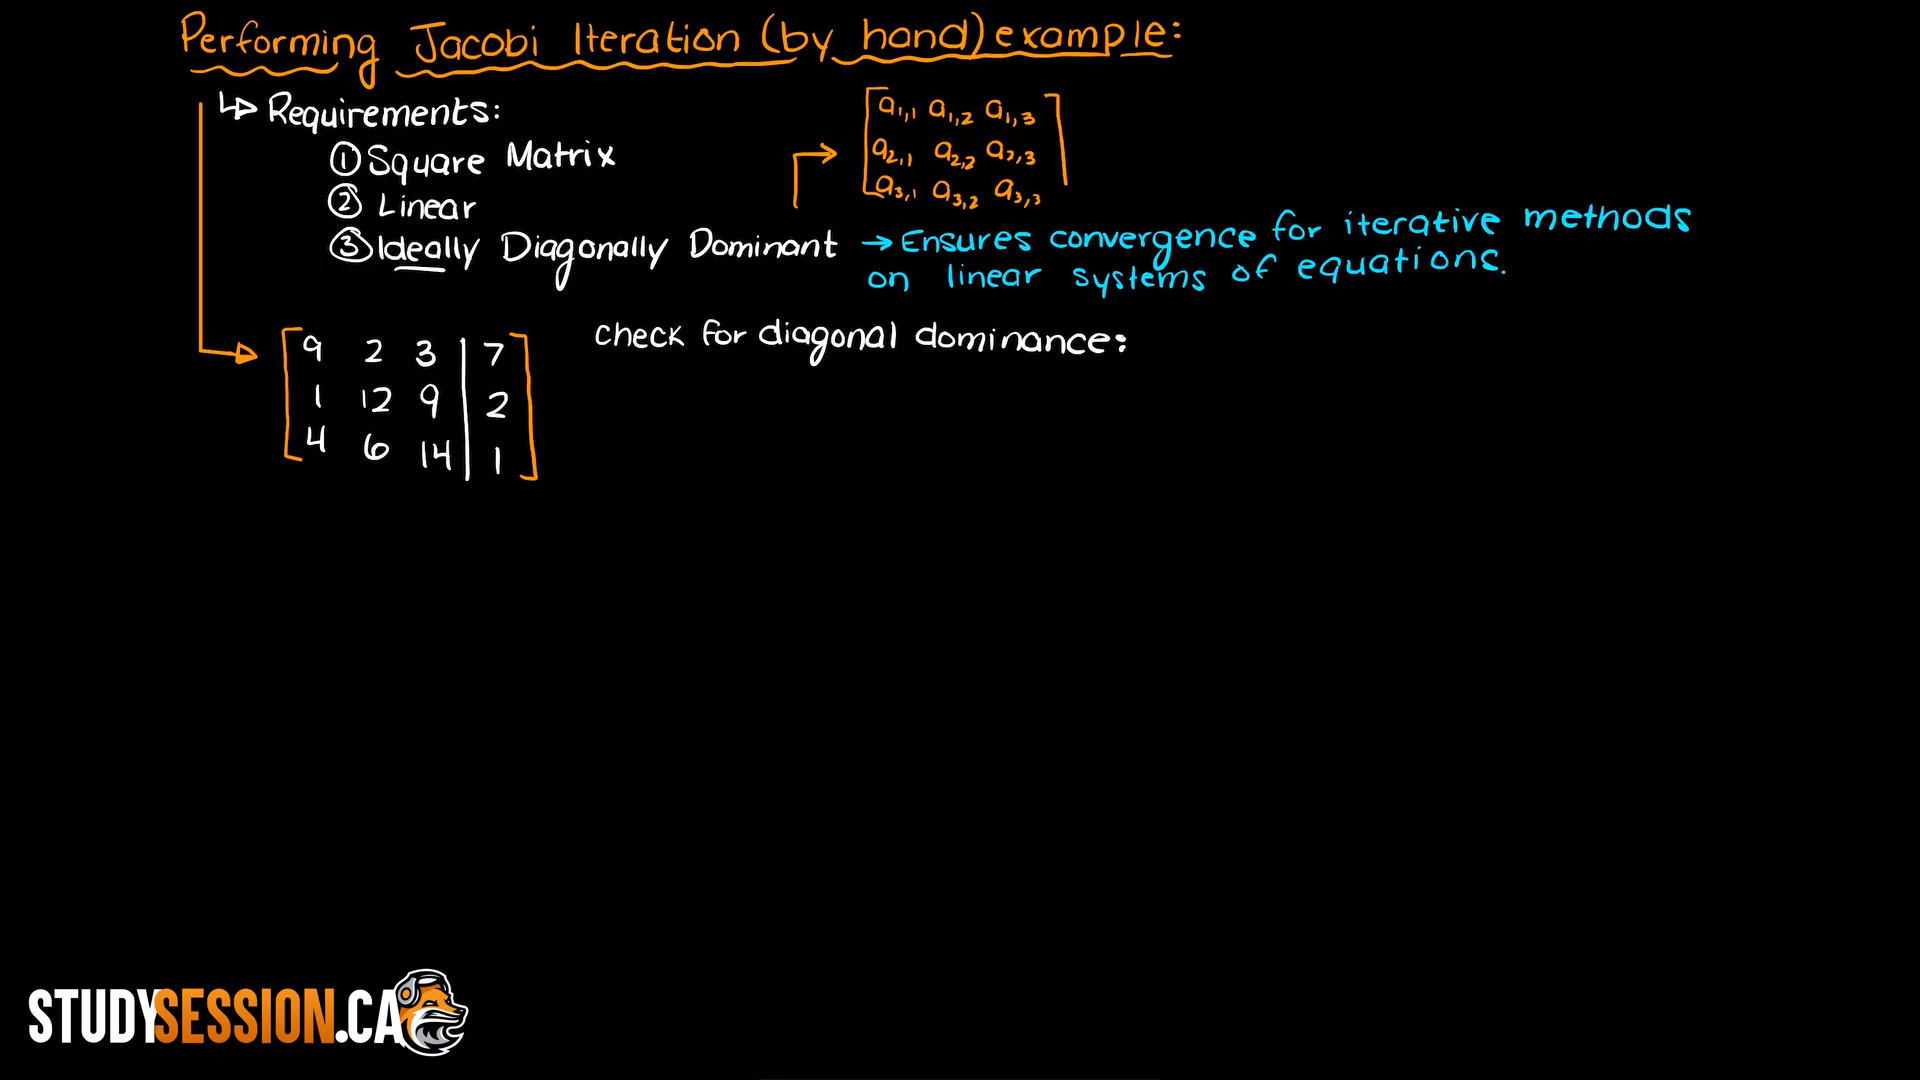 Performing Jacobi Iteration (by hand) example:
↳ Requirements:
① Square Matrix
② Linear
③ Ideally Diagonally Dominant → Ensures convergence for iterative methods
on linear systems of equations.
a1,1 a1,2 a1,3
a2,1 a2,2 a2,3
a3,1 a3,2 a3,3
check for diagonal dominance:
9 2 3 | 7
1 12 9 | 2
4 6 14 | 1
STUDYSESSION.CA